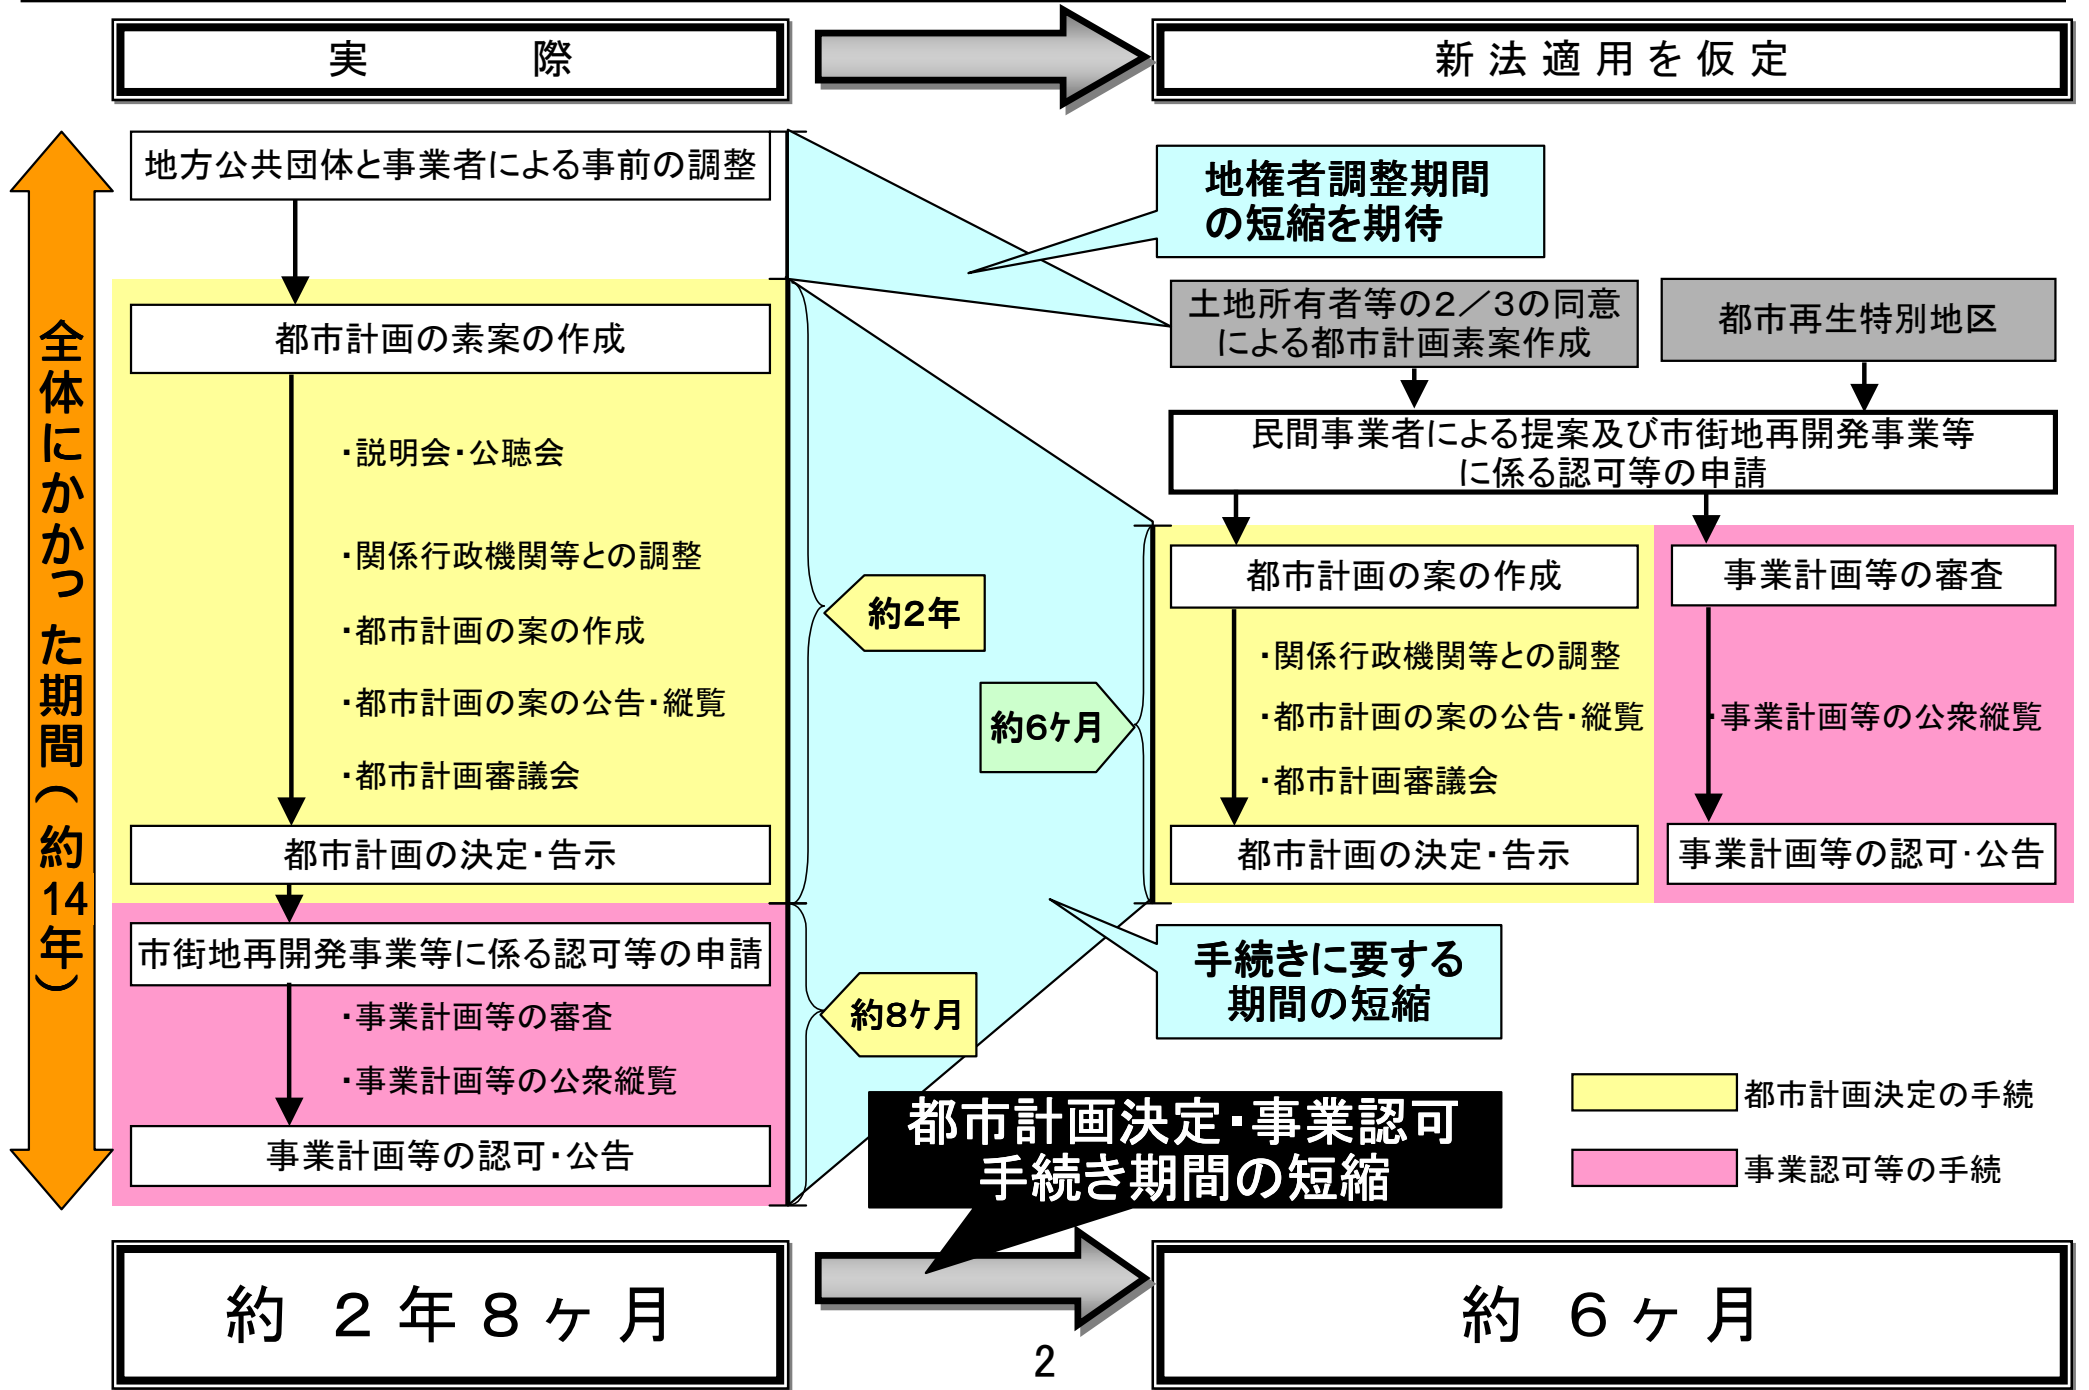 実際
新法適用を仮定
地方公共団体と事業者による事前の調整
地権者調整期間
の短縮を期待
全体にかかった期間(約14年)
都市計画の素案の作成
・説明会・公聴会
・関係行政機関等との調整
・都市計画の案の作成
・都市計画の案の公告・縦覧
・都市計画審議会
都市計画の決定・告示
約2年
市街地再開発事業等に係る認可等の申請
・事業計画等の審査
・事業計画等の公衆縦覧
事業計画等の認可・公告
約8ケ月
土地所有者等の2/3の同意
による都市計画素案作成
都市再生特別地区
民間事業者による提案及び市街地再開発事業等
に係る認可等の申請
約6ケ月
都市計画の案の作成
・関係行政機関等との調整
・都市計画の案の公告・縦覧
・都市計画審議会
都市計画の決定・告示
事業計画等の審査
・事業計画等の公衆縦覧
事業計画等の認可・公告
手続きに要する
期間の短縮
都市計画決定・事業認可
手続き期間の短縮
都市計画決定の手続
事業認可等の手続
約2年8ヶ月
約6ヶ月
2